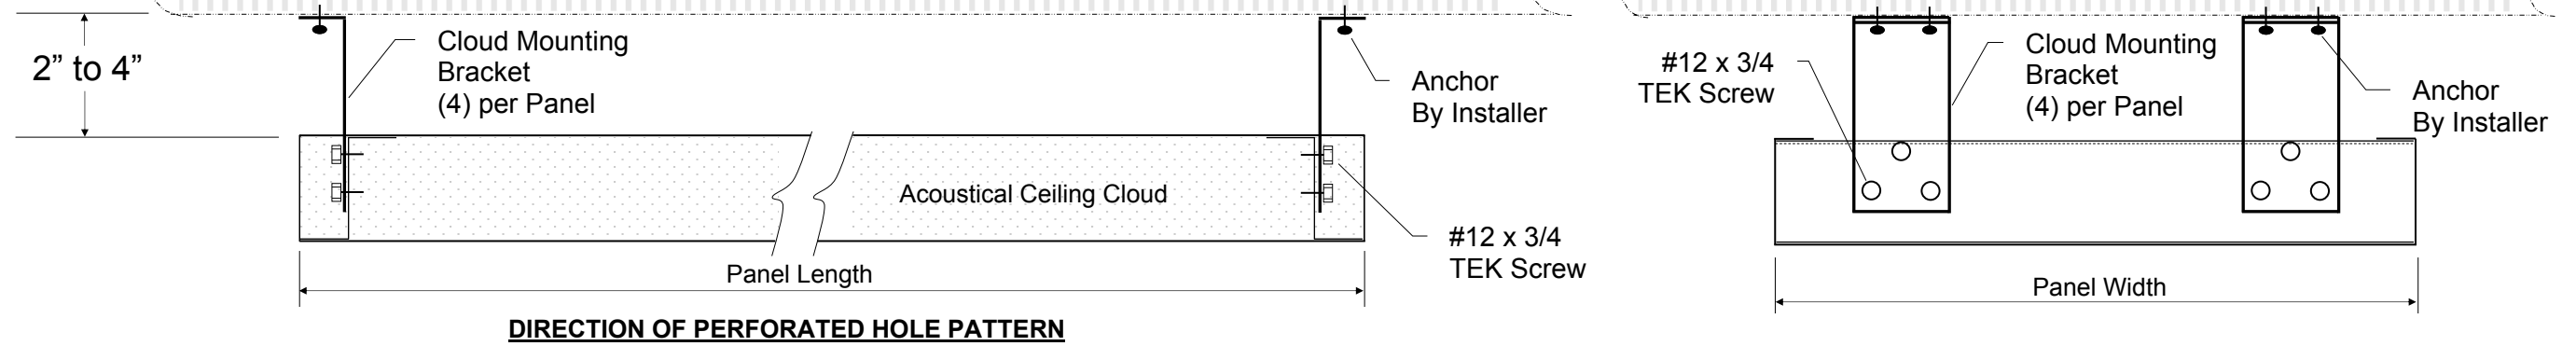 2” to 4”
Cloud Mounting
Bracket
(4) per Panel
Anchor
By Installer
Acoustical Ceiling Cloud
#12 x 3/4
TEK Screw
Panel Length
DIRECTION OF PERFORATED HOLE PATTERN
#12 x 3/4
TEK Screw
Cloud Mounting
Bracket
(4) per Panel
Anchor
By Installer
Panel Width